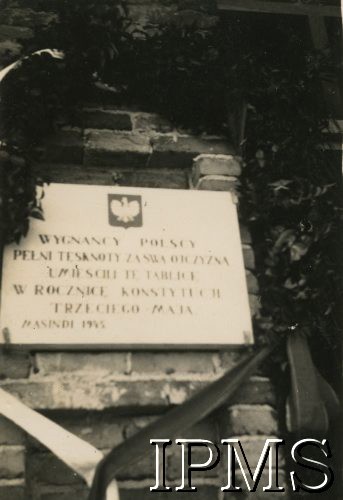 WYGNAŃCY POLSCY
PEŁNI TĘSKNOTY ZA SWĄ OJCZYZNĄ
UMIEŚCILI TĘ TABLICĘ
W ROCZNICĘ KONSTYTUCJI
TRZECIEGO-MAJA
MASINDI 1945.
IPMS